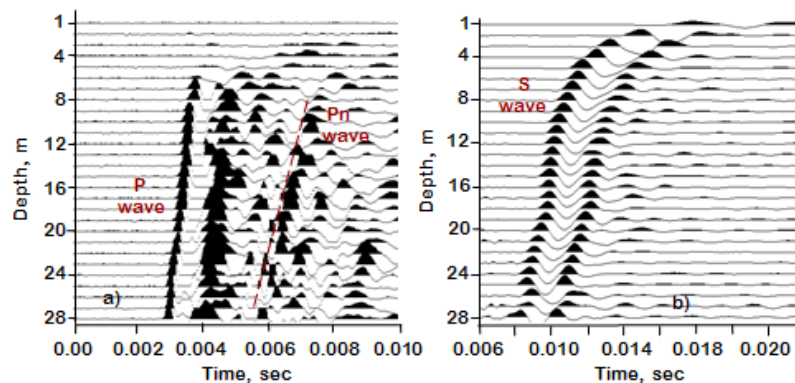 1
4
8
12
16
20
24
28
Depth, m
P
wave
Pn
wave
a)
0.00 0.002 0.004 0.006 0.008 0.010
Time, sec
1
4
8
12
16
20
24
28
Depth, m
S
wave
b)
0.006 0.010 0.014 0.018 0.02
Time, sec